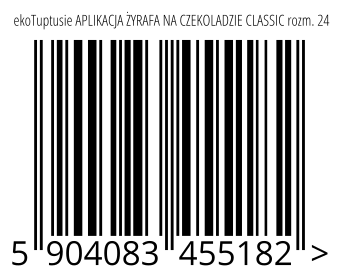 ekoTuptusie APLIKACJA ŻYRAFA NA CZEKOLADZIE CLASSIC rozm. 24
5 904083 455182 >